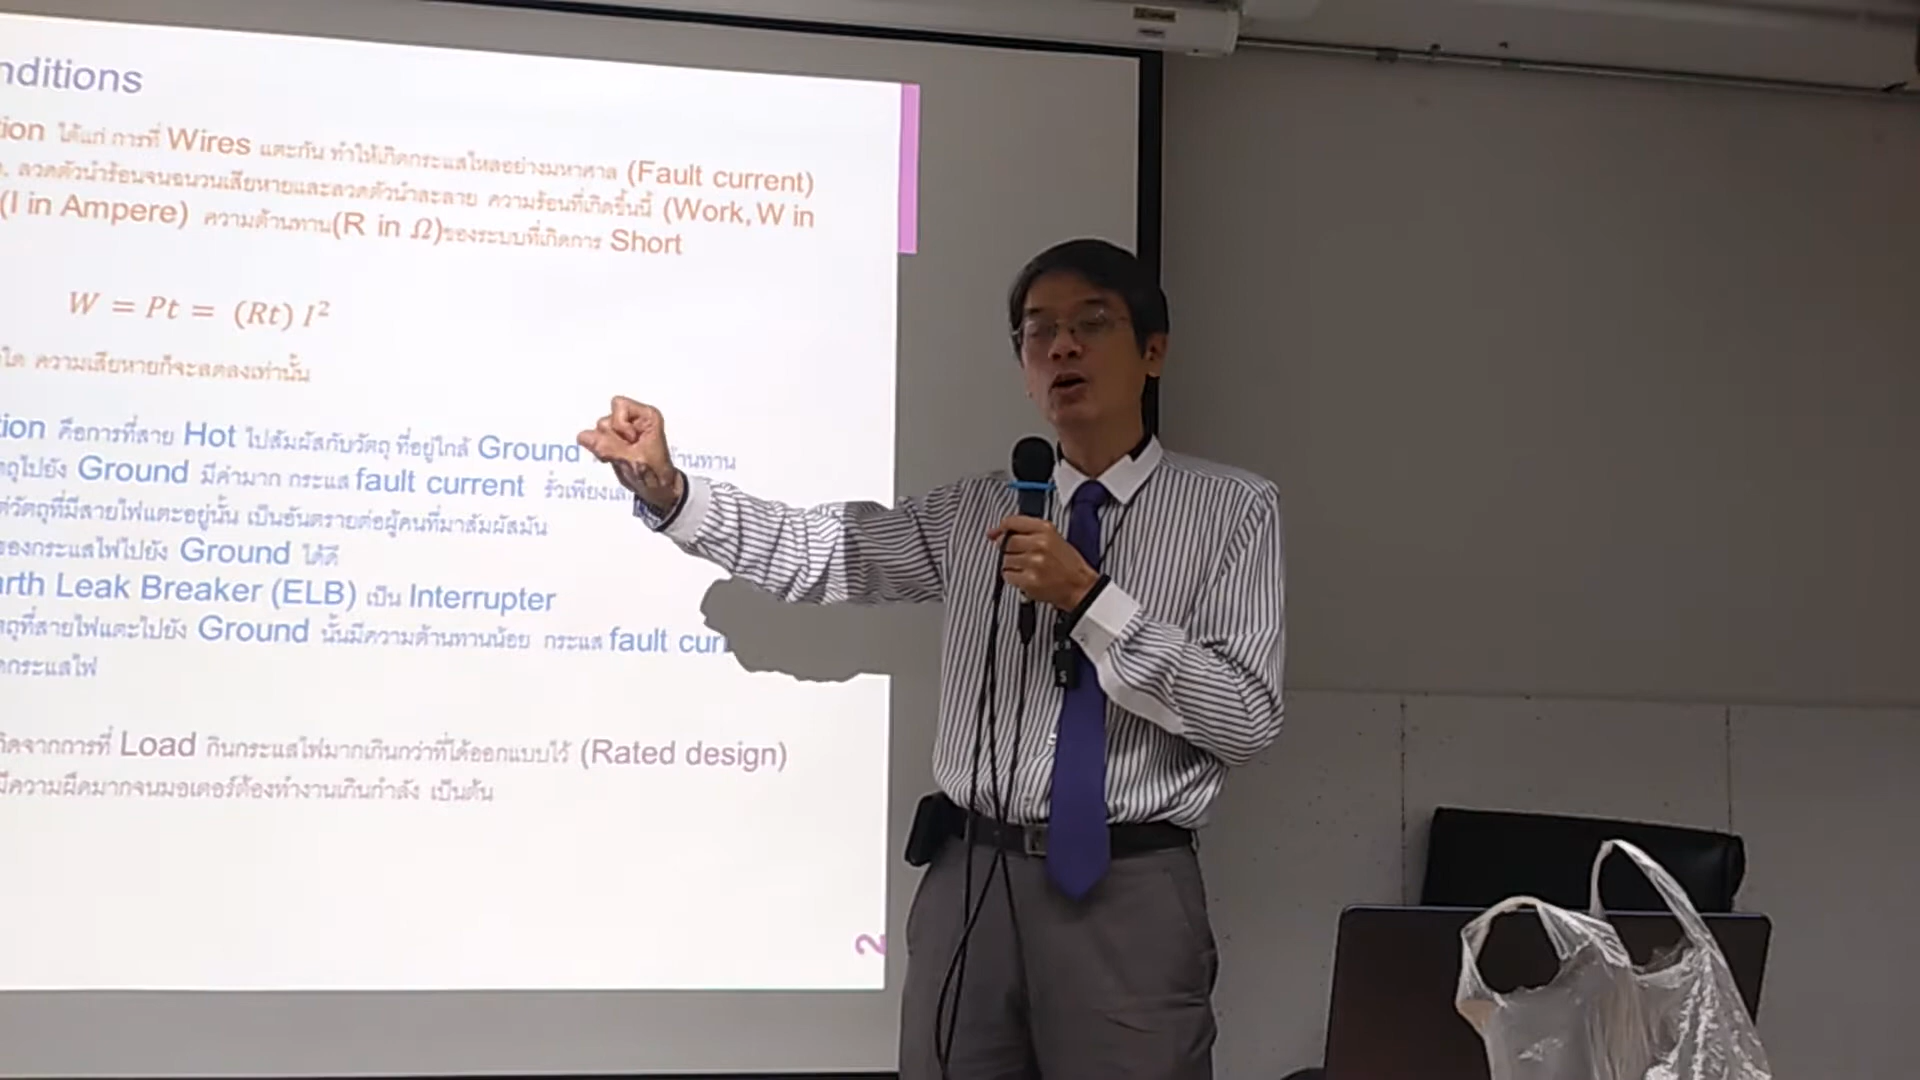 nditions
tion ได้แก่ การที่ Wires แตะกัน ทำให้เกิดกระแสไหลอย่างมหาศาล (Fault current)
ลวดตัวนำร้อนจนฉนวนเสียหายและลวดตัวนำละลาย ความร้อนที่เกิดขึ้นนี้ (Work, W in
(I in Ampere) ความต้านทาน(R in Ω)ของระบบที่เกิดการ Short
W = Pt = (Rt) I²
ใด ความเสียหายก็จะลดลงเท่านั้น
tion คือการที่สาย Hot ไปสัมผัสกับวัตถุ ที่อยู่ใกล้ Ground
ไปยัง Ground มีค่ามาก กระแส fault current รั่วเพียงเล็
วัตถุที่มีสายไฟแตะอยู่นั้น เป็นอันตรายต่อผู้คนที่มาสัมผัสมัน
ของกระแสไฟไปยัง Ground ได้ดี
arth Leak Breaker (ELB) เป็น Interrupter
ที่สายไฟแตะไปยัง Ground นั้นมีความต้านทานน้อย กระแส fault curr
กระแสไฟ
กิดจากการที่ Load กินกระแสไฟมากเกินกว่าที่ได้ออกแบบไว้ (Rated design)
มีความฝืดมากจนมอเตอร์ต้องทำงานเกินกำลัง เป็นต้น
2